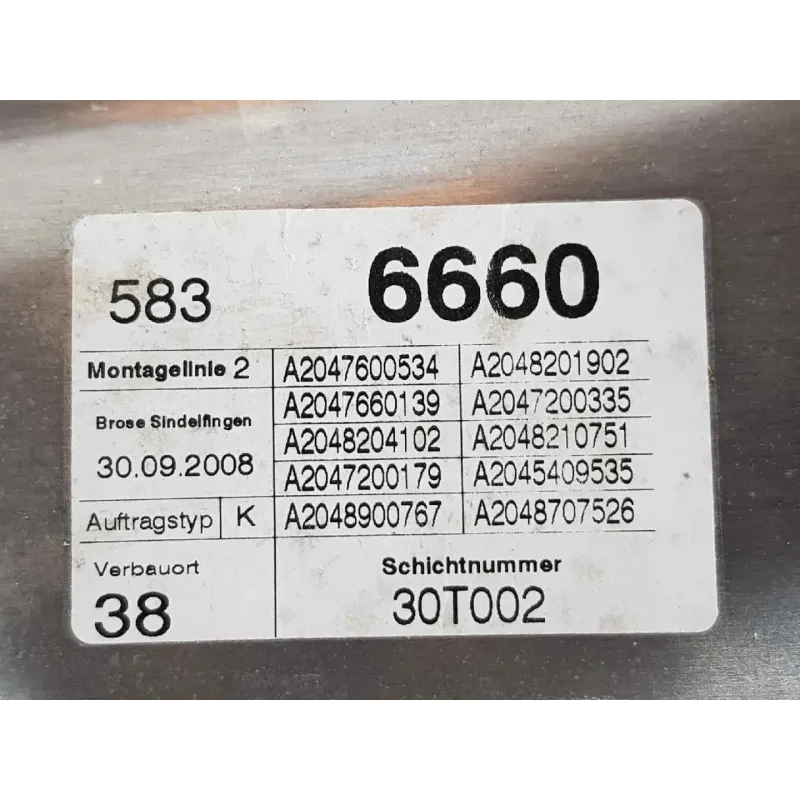 583 6660
Montagelinie 2 A2047600534 A2048201902
A2047660139 A2047200335
Brose Sindelfingen
A2048204102 A2048210751
30.09.2008 A2047200179 A2045409535
Auftragstyp K A2048900767 A2048707526
Verbauort Schichtnummer
38 30T002